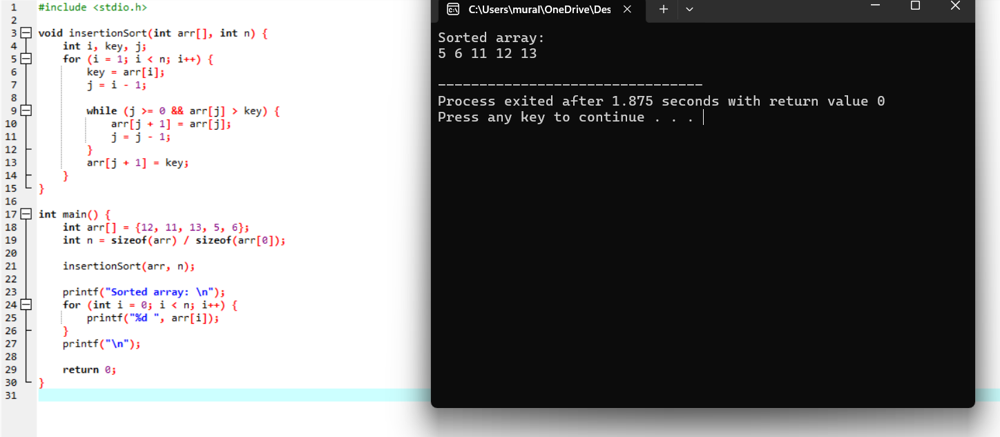 1 #include <stdio.h>
2
3 void insertionSort(int arr[], int n) {
4     int i, key, j;
5     for (i = 1; i < n; i++) {
6         key = arr[i];
7         j = i - 1;
8
9         while (j >= 0 && arr[j] > key) {
10             arr[j + 1] = arr[j];
11             j = j - 1;
12         }
13         arr[j + 1] = key;
14     }
15 }
16
17 int main() {
18     int arr[] = {12, 11, 13, 5, 6};
19     int n = sizeof(arr) / sizeof(arr[0]);
20
21     insertionSort(arr, n);
22
23     printf("Sorted array: \n");
24     for (int i = 0; i < n; i++) {
25         printf("%d ", arr[i]);
26     }
27     printf("\n");
28
29     return 0;
30 }
31
C:\Users\mural\OneDrive\Des
Sorted array:
5 6 11 12 13
--------------------------------
Process exited after 1.875 seconds with return value 0
Press any key to continue . . .